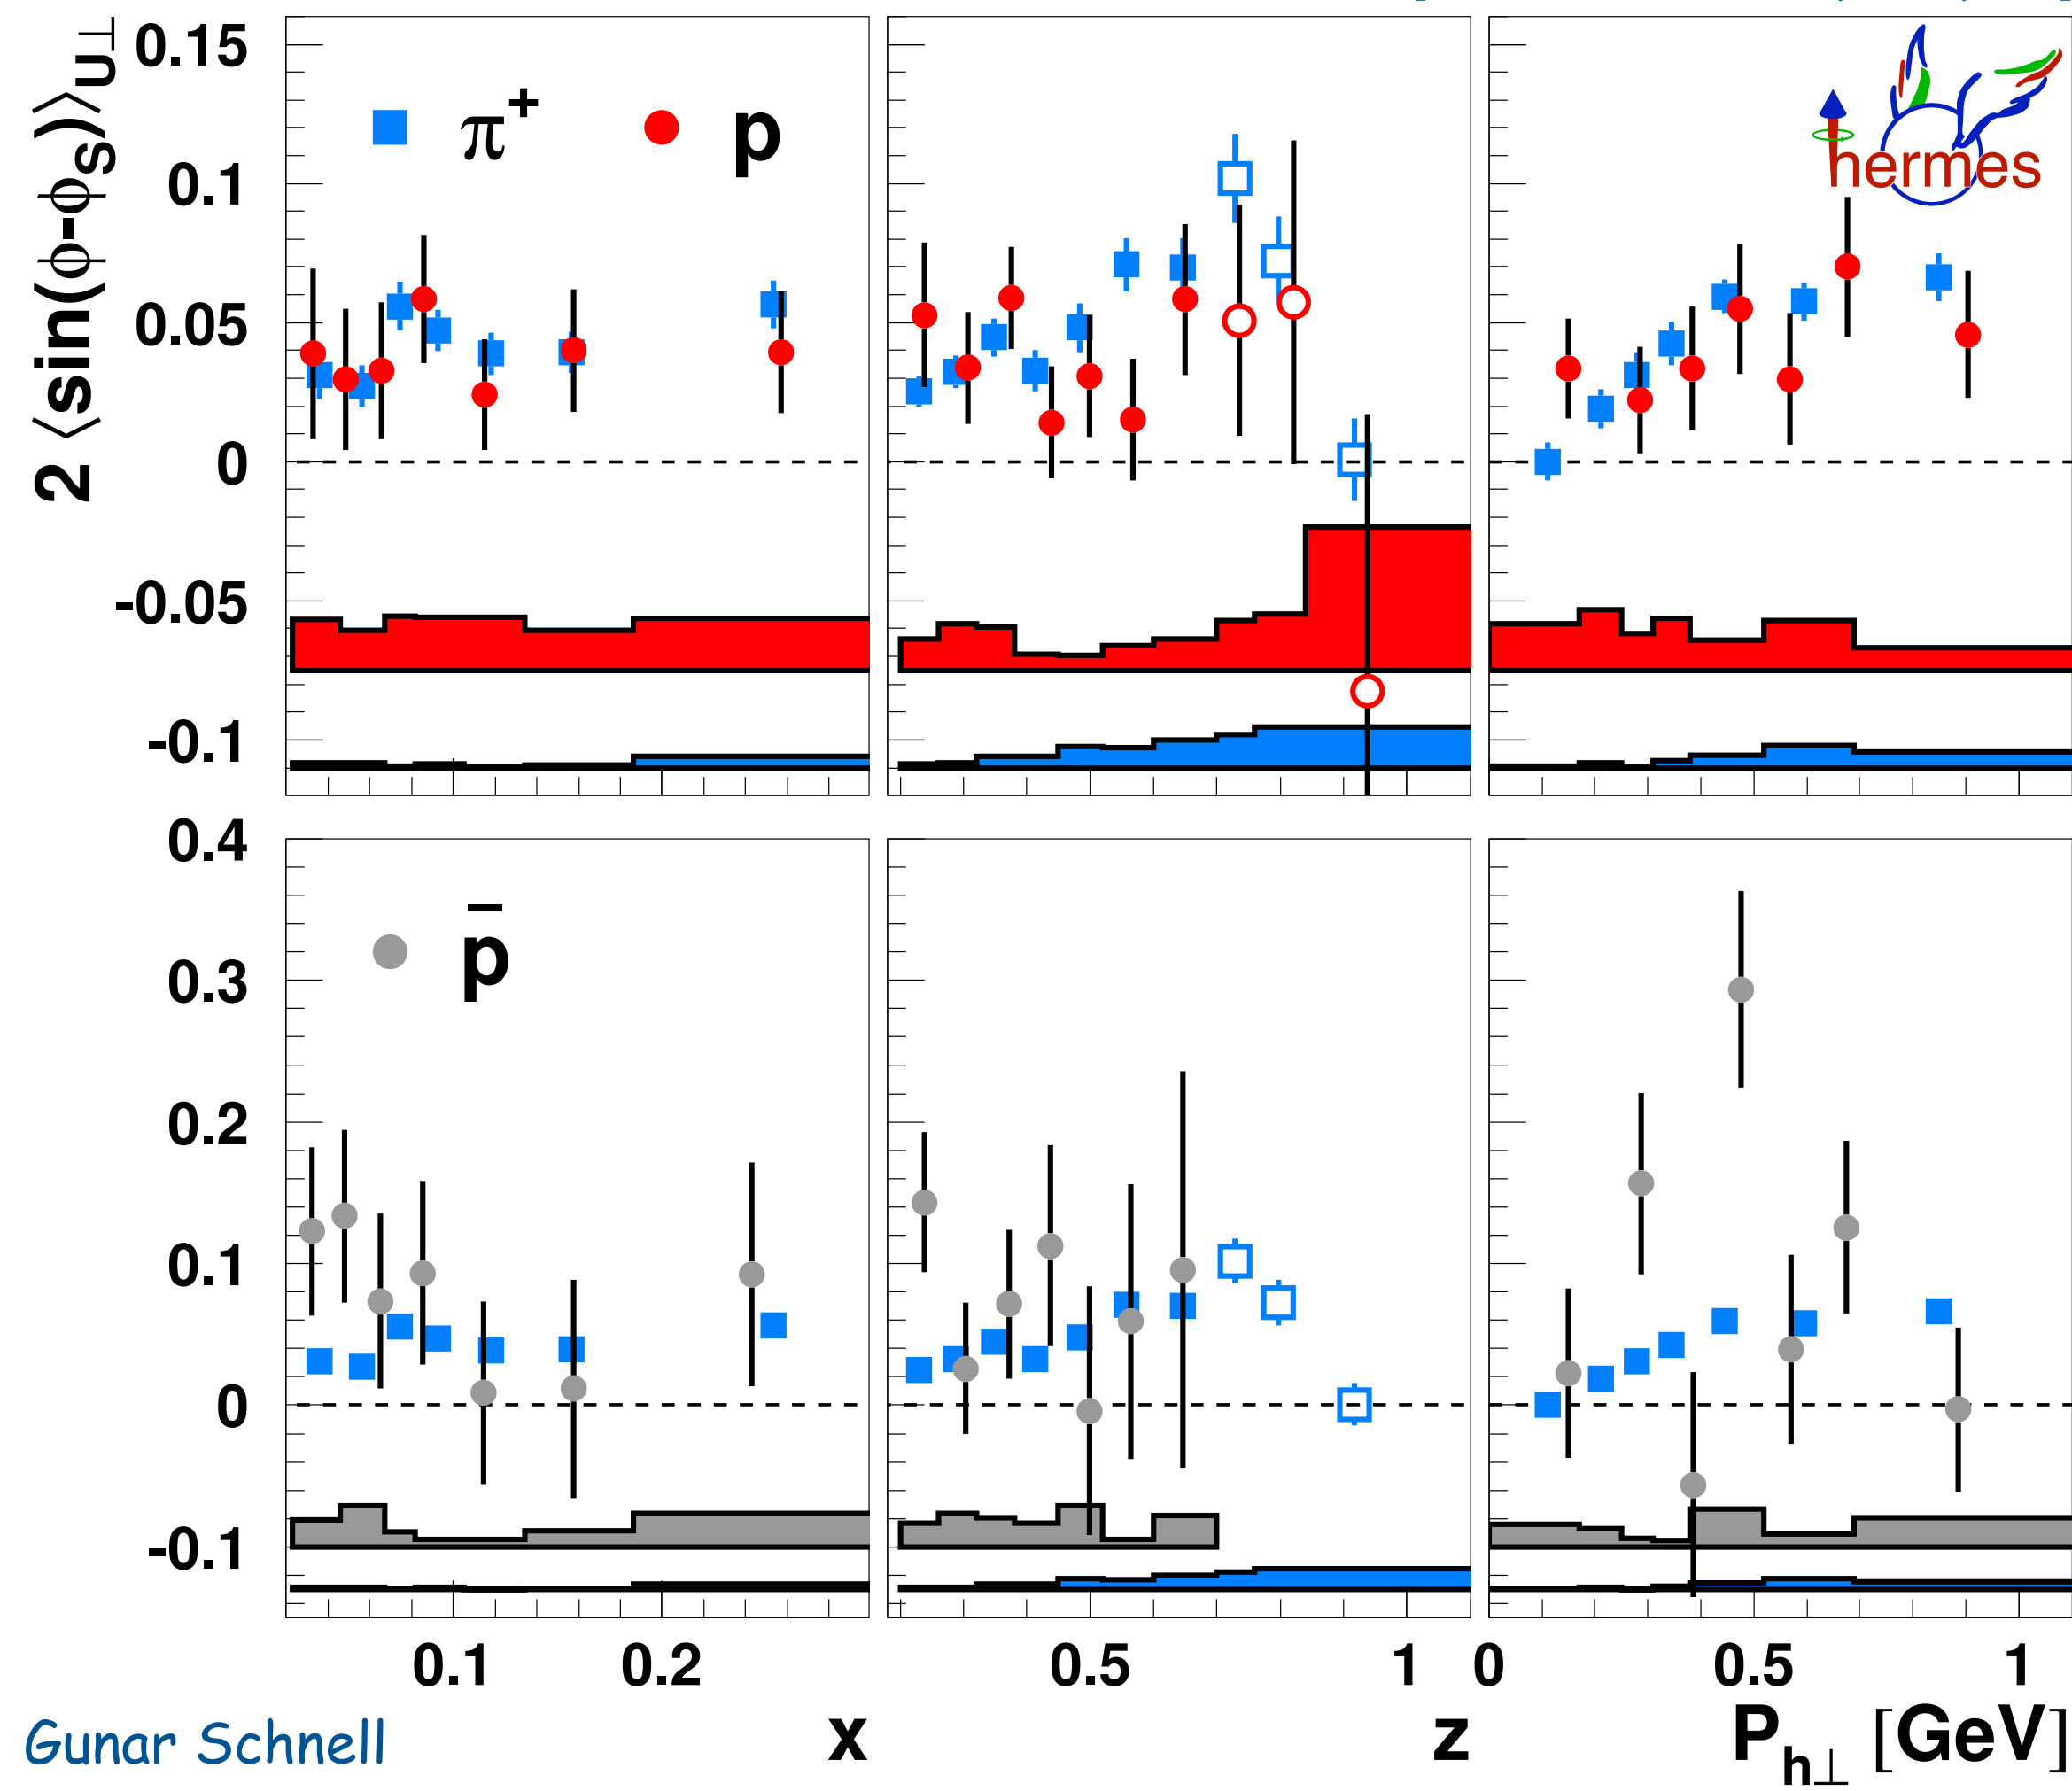 2 ⟨sin(ϕ-ϕS)⟩U⊥
0.15
0.1
0.05
0
-0.05
-0.1
π+
p
hermes
0.4
0.3
0.2
0.1
0
-0.1
p̄
0.1
0.2
0.5
1
0
0.5
1
x
z
Ph⊥ [GeV]
Gunar Schnell